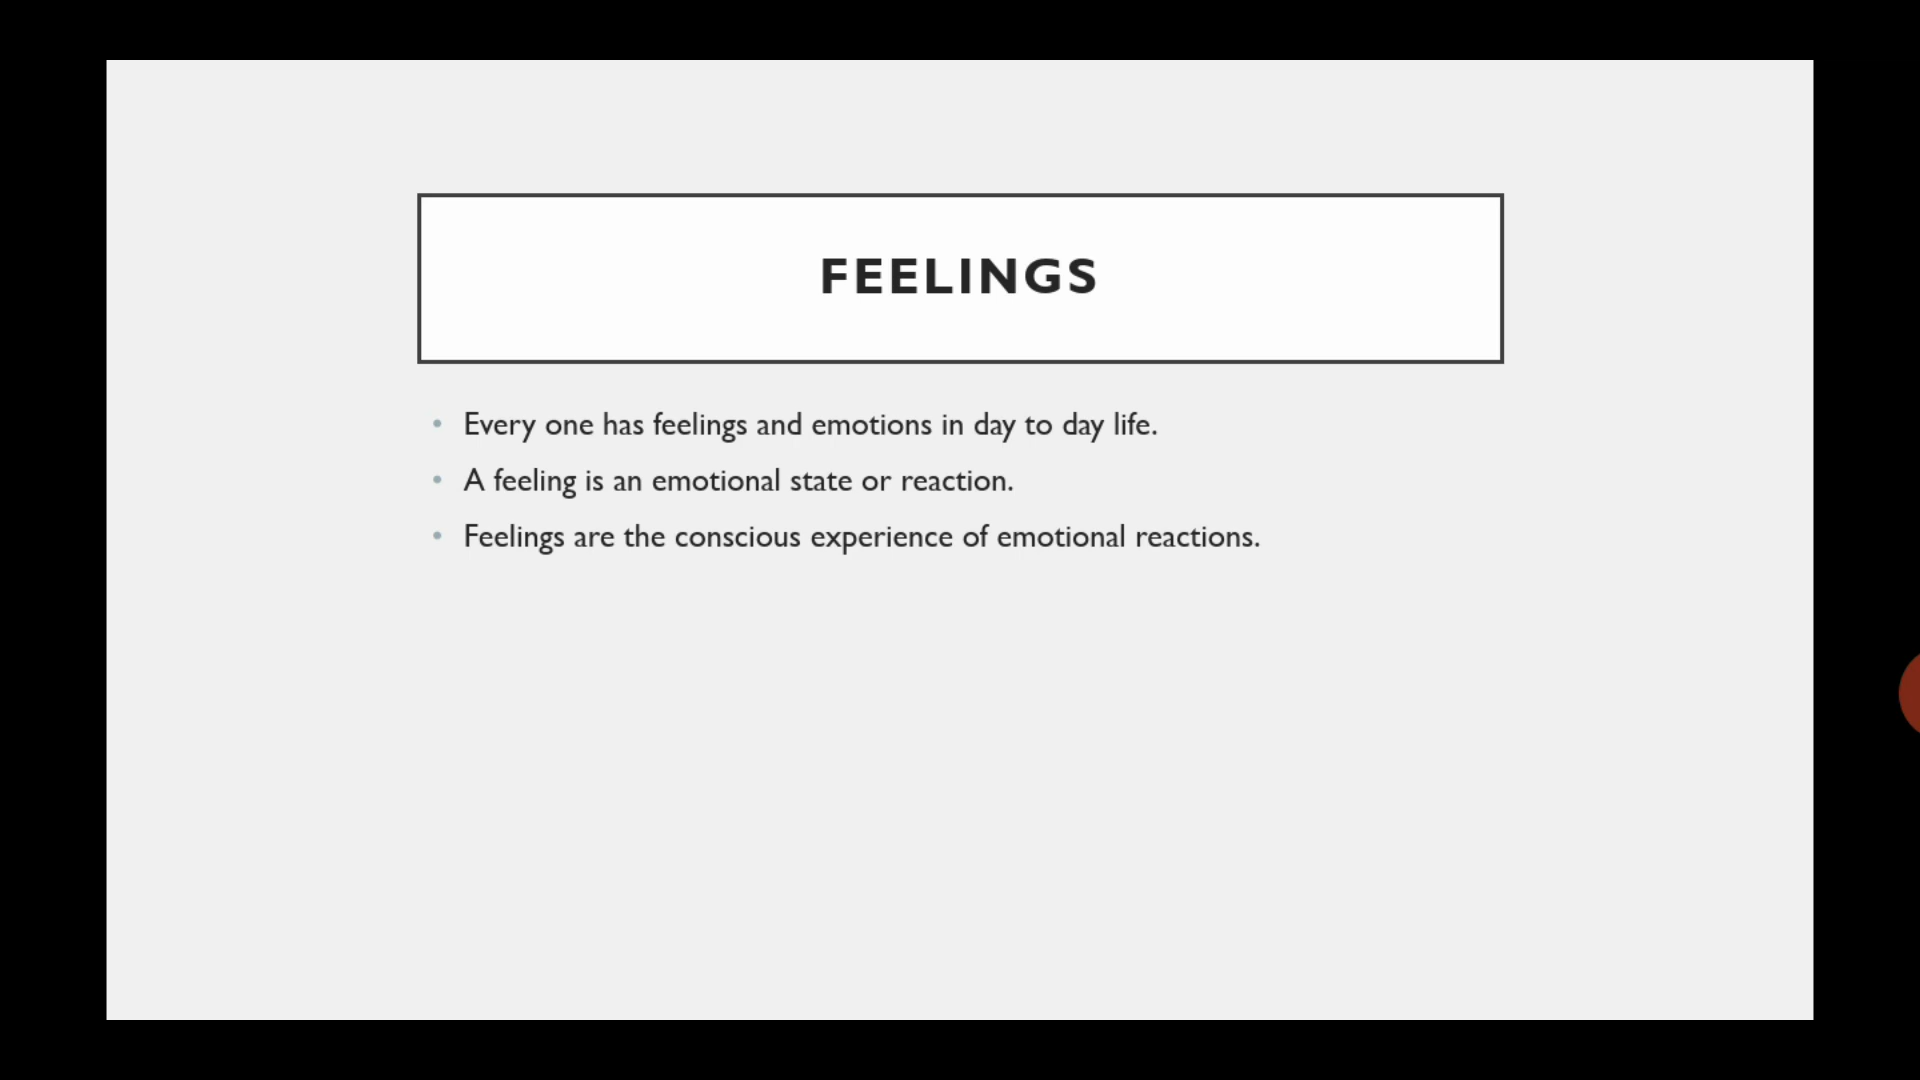 FEELINGS
• Every one has feelings and emotions in day to day life.
• A feeling is an emotional state or reaction.
• Feelings are the conscious experience of emotional reactions.